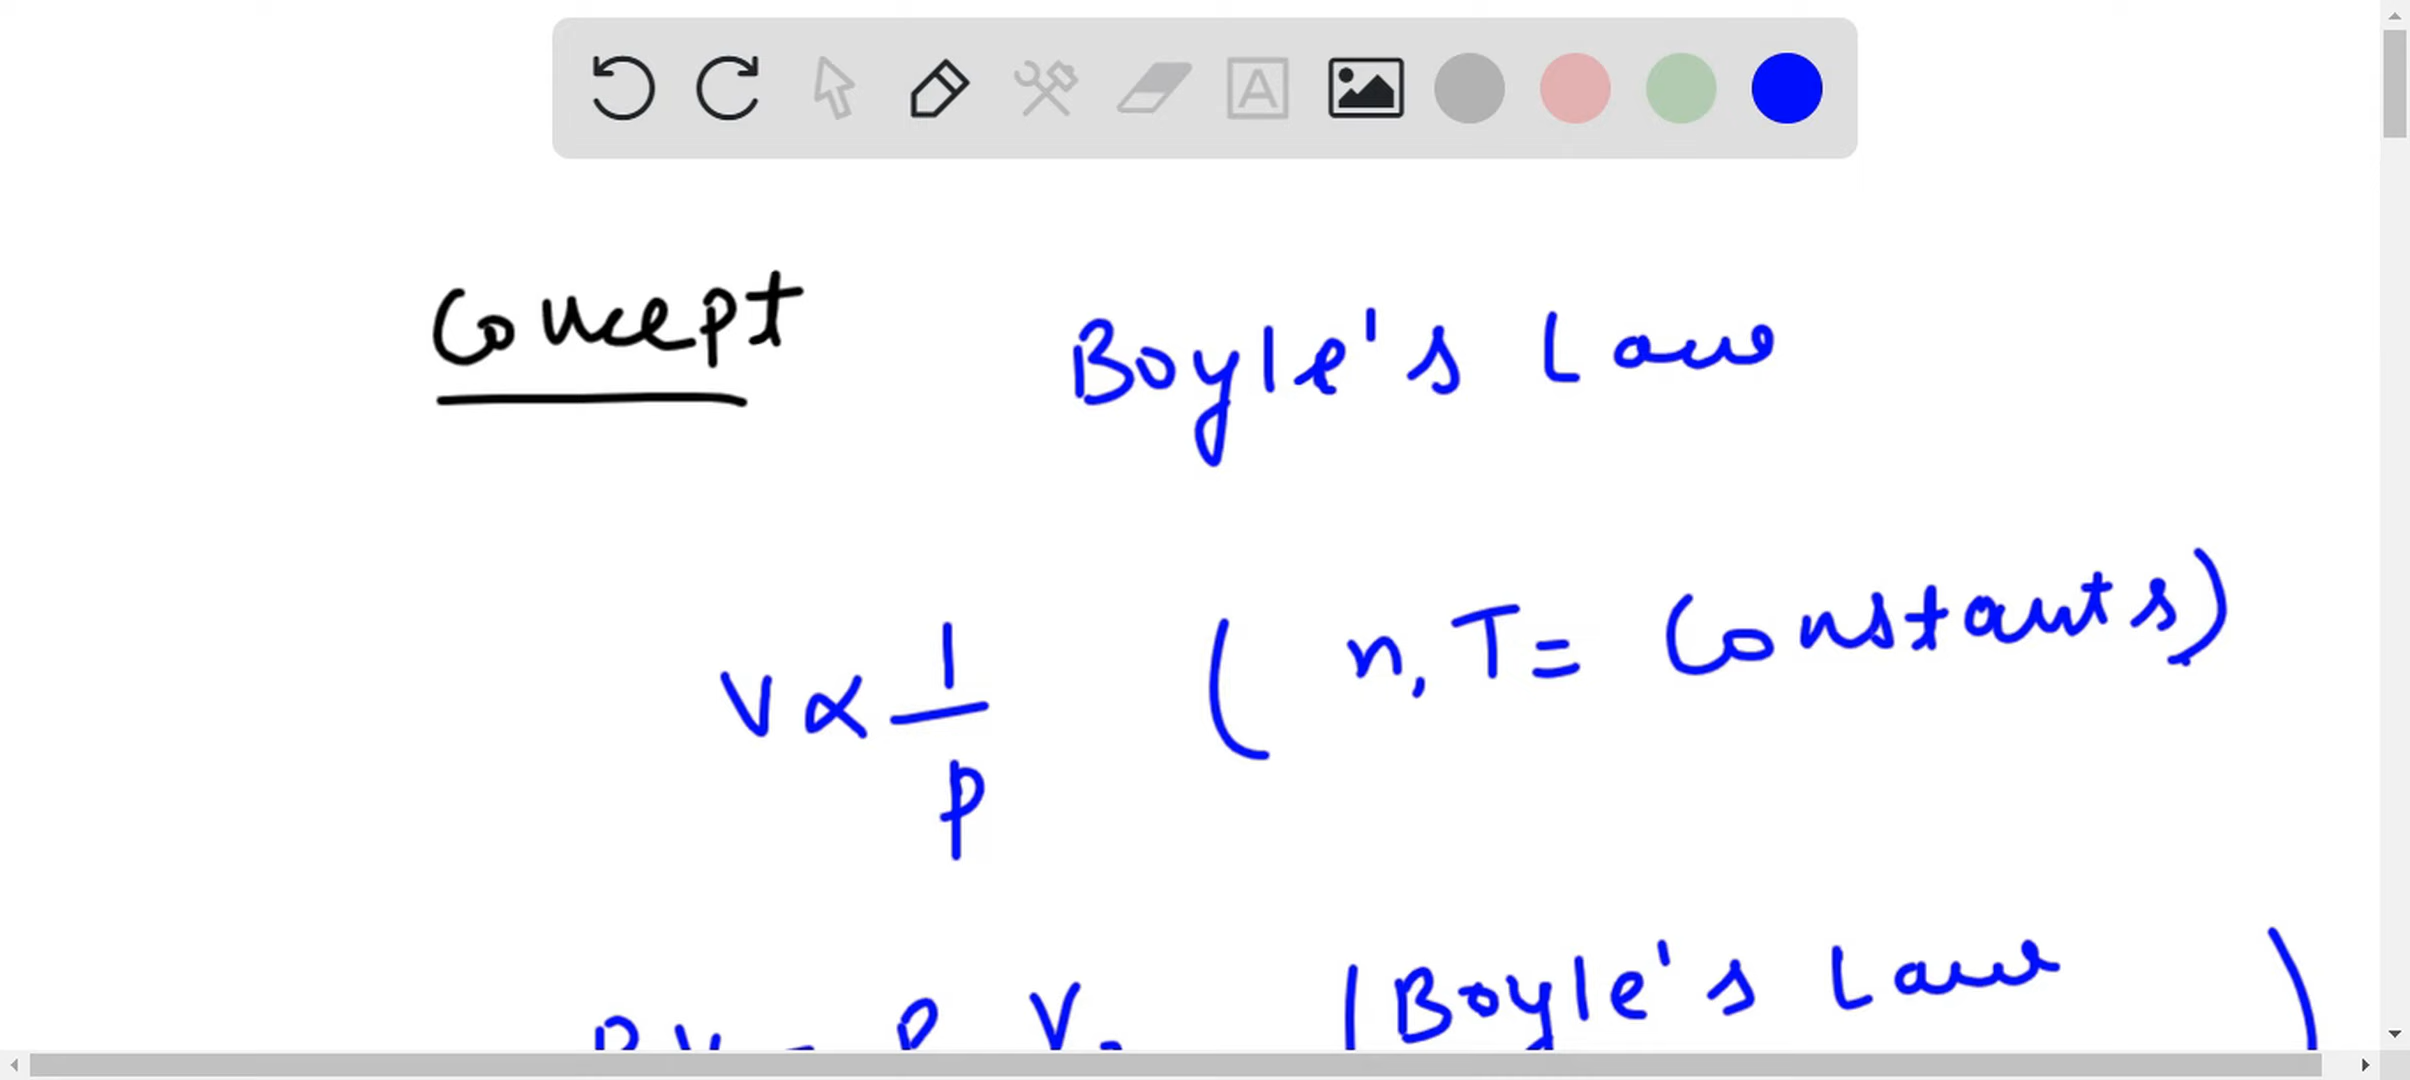 A
Concept Boyle's Law
V ∝ 1/P ( n, T = Constants)
(Boyle's Law )